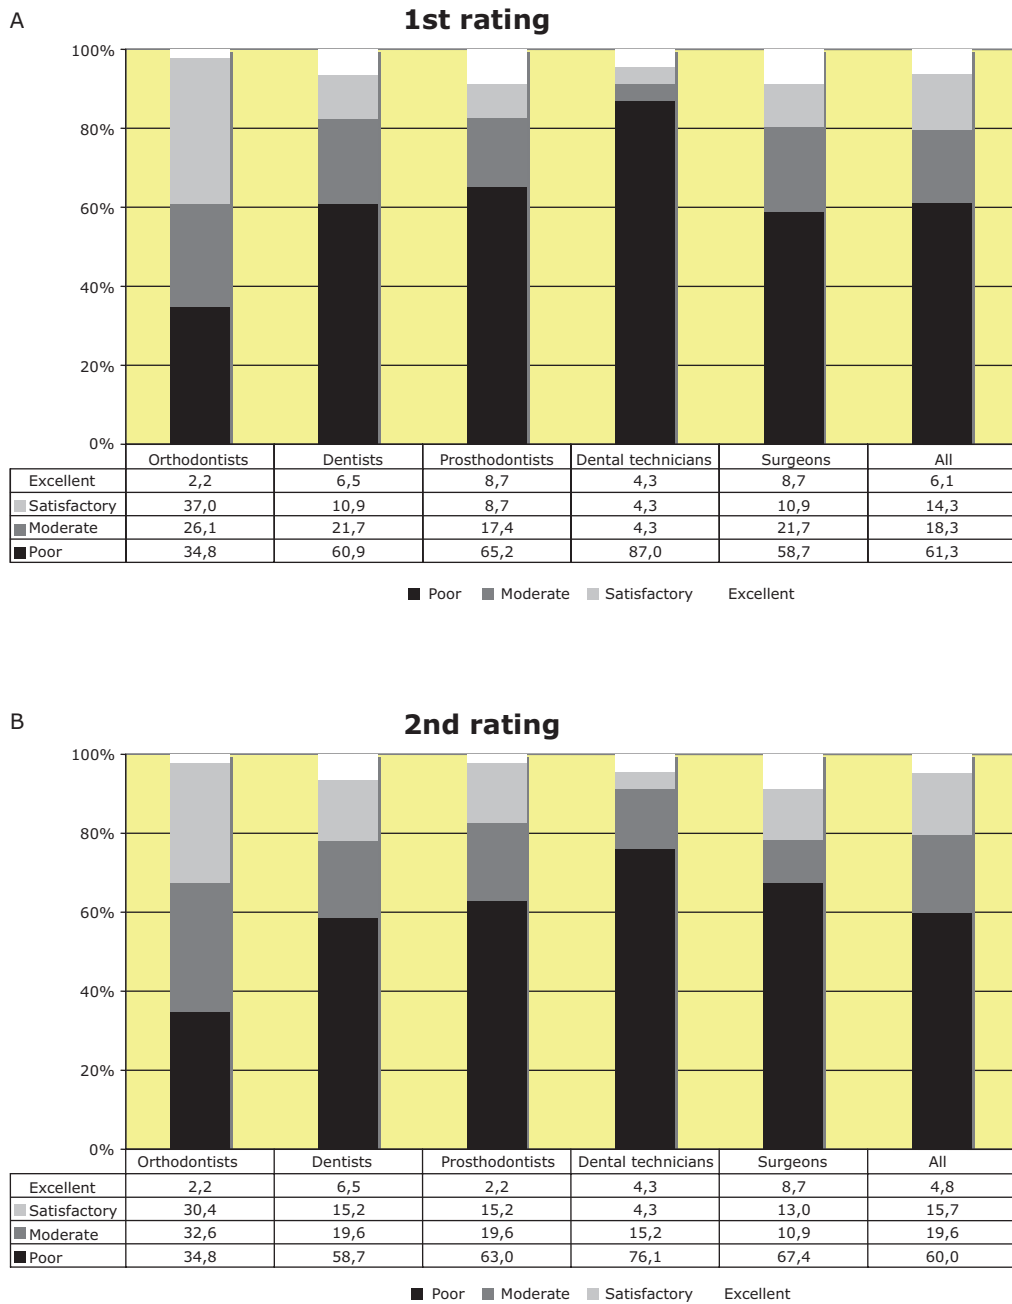 A
1st rating
100%
80%
60%
40%
20%
0%
Orthodontists Dentists Prosthodontists Dental technicians Surgeons All
Excellent 2,2 6,5 8,7 4,3 8,7 6,1
Satisfactory 37,0 10,9 8,7 4,3 10,9 14,3
Moderate 26,1 21,7 17,4 4,3 21,7 18,3
Poor 34,8 60,9 65,2 87,0 58,7 61,3
Poor Moderate Satisfactory Excellent
B
2nd rating
100%
80%
60%
40%
20%
0%
Orthodontists Dentists Prosthodontists Dental technicians Surgeons All
Excellent 2,2 6,5 2,2 4,3 8,7 4,8
Satisfactory 30,4 15,2 15,2 4,3 13,0 15,7
Moderate 32,6 19,6 19,6 15,2 10,9 19,6
Poor 34,8 58,7 63,0 76,1 67,4 60,0
Poor Moderate Satisfactory Excellent